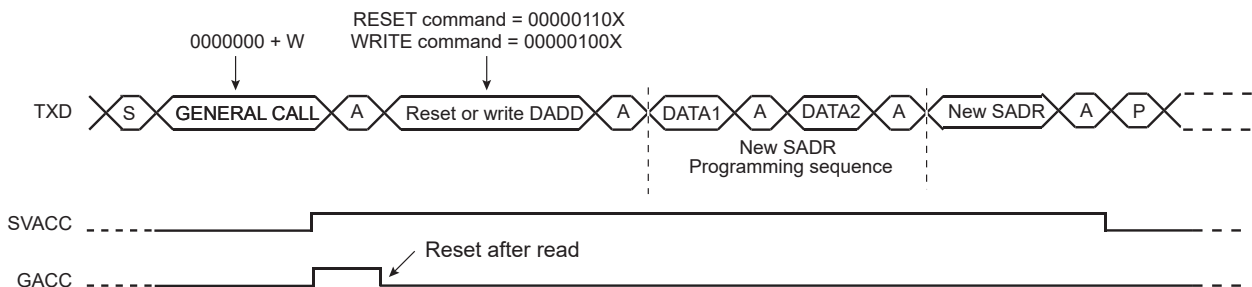 RESET command = 00000110X
0000000 + W
WRITE command = 00000100X
TXD S GENERAL CALL A Reset or write DADD A DATA1 A DATA2 A New SADR A P
New SADR
Programming sequence
SVACC
Reset after read
GACC